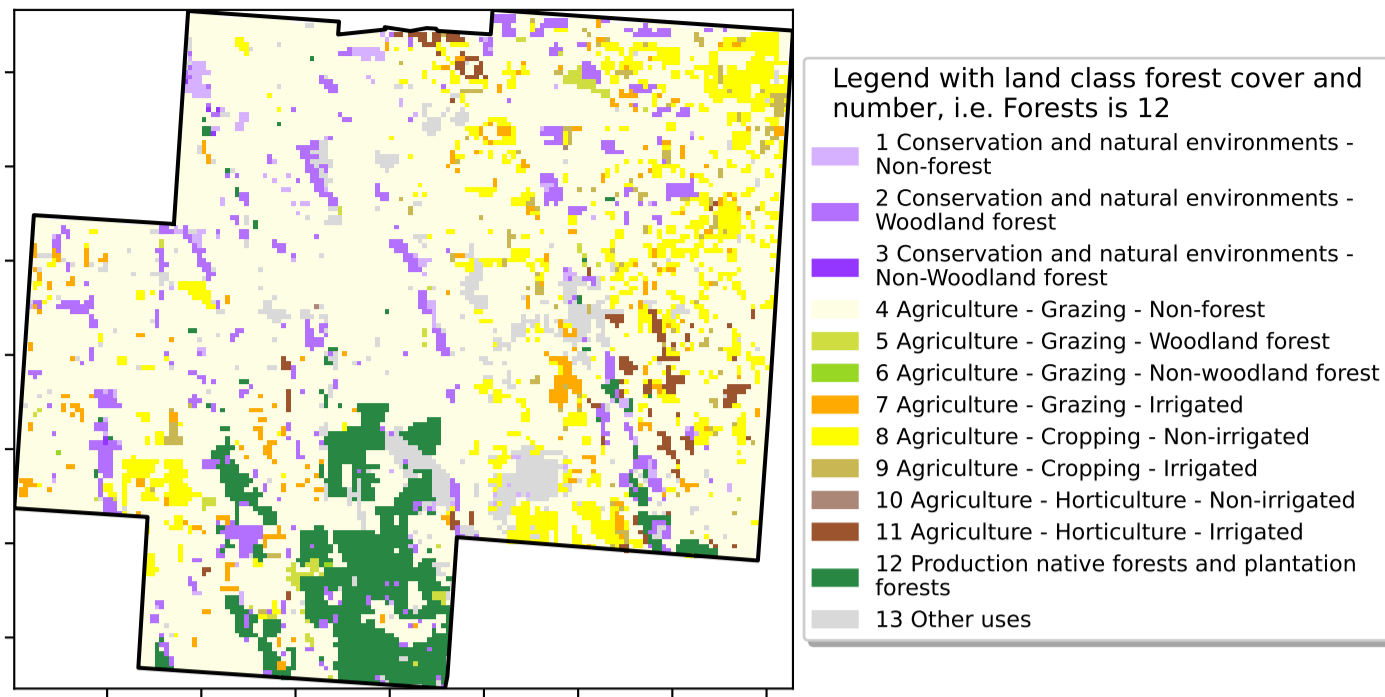 Legend with land class forest cover and
number, i.e. Forests is 12
1 Conservation and natural environments -
Non-forest
2 Conservation and natural environments -
Woodland forest
3 Conservation and natural environments -
Non-Woodland forest
4 Agriculture - Grazing - Non-forest
5 Agriculture - Grazing - Woodland forest
6 Agriculture - Grazing - Non-woodland forest
7 Agriculture - Grazing - Irrigated
8 Agriculture - Cropping - Non-irrigated
9 Agriculture - Cropping - Irrigated
10 Agriculture - Horticulture - Non-irrigated
11 Agriculture - Horticulture - Irrigated
12 Production native forests and plantation
forests
13 Other uses